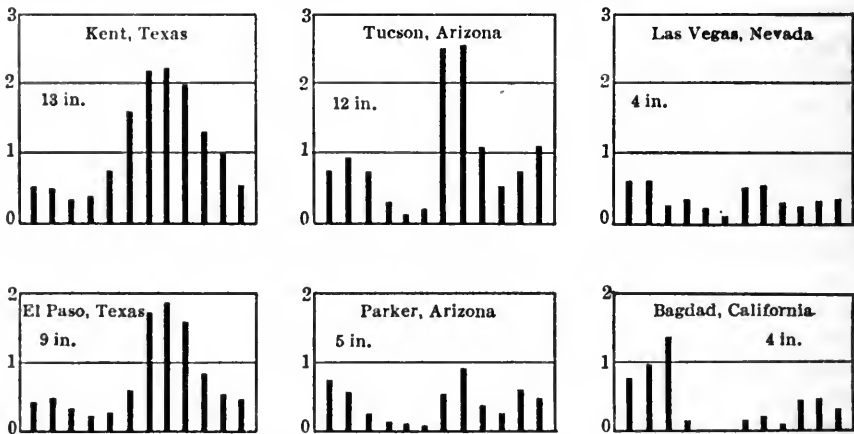 Kent, Texas
13 in.
3
2
1
0
Tucson, Arizona
12 in.
3
2
1
0
Las Vegas, Nevada
4 in.
3
2
1
0
El Paso, Texas
9 in.
2
1
0
Parker, Arizona
5 in.
2
1
0
Bagdad, California
4 in.
2
1
0